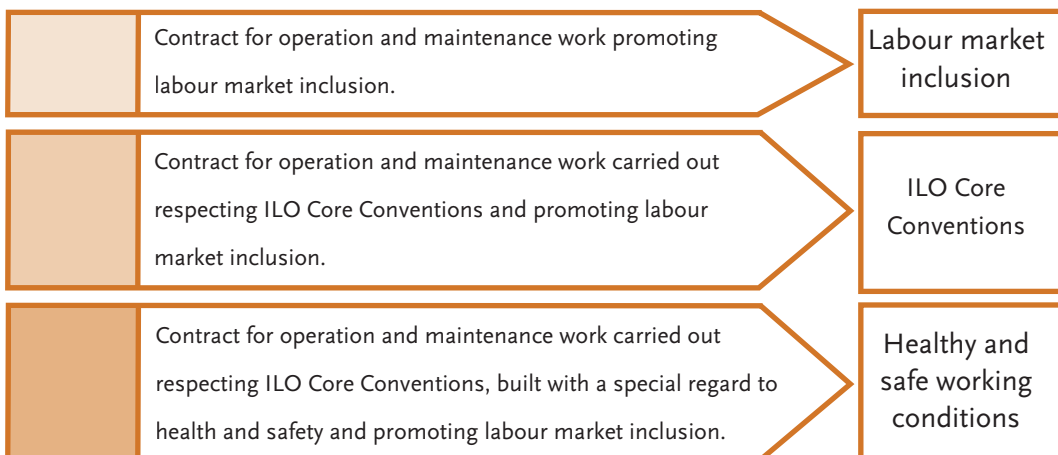 Contract for operation and maintenance work promoting
labour market inclusion.
Labour market
inclusion
Contract for operation and maintenance work carried out
respecting ILO Core Conventions and promoting labour
market inclusion.
ILO Core
Conventions
Contract for operation and maintenance work carried out
respecting ILO Core Conventions, built with a special regard to
health and safety and promoting labour market inclusion.
Healthy and
safe working
conditions